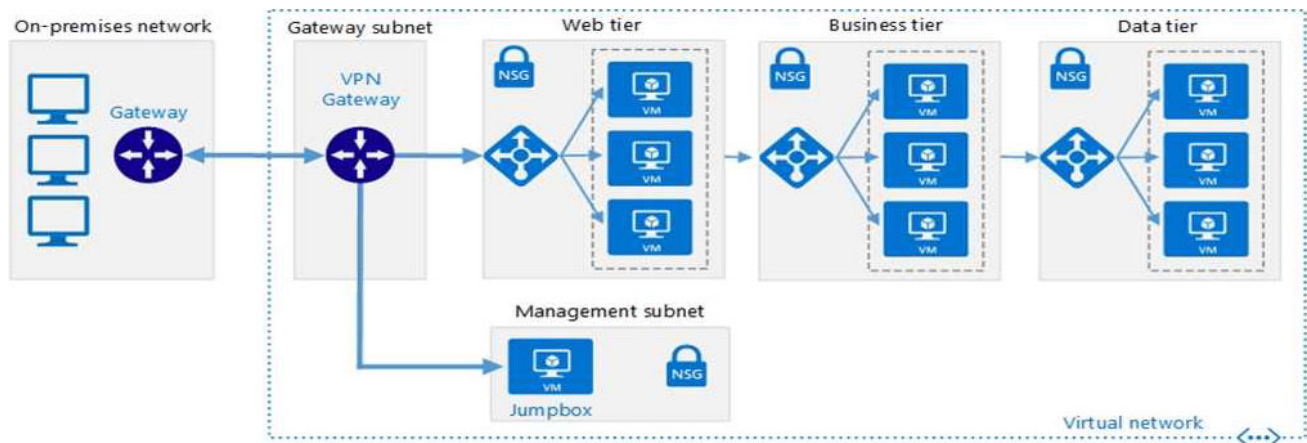 On-premises network
Gateway subnet
Web tier
Business tier
Data tier
Gateway
VPN
Gateway
NSG
VM
VM
VM
NSG
VM
VM
VM
NSG
VM
VM
VM
Management subnet
VM
Jumpbox
NSG
Virtual network